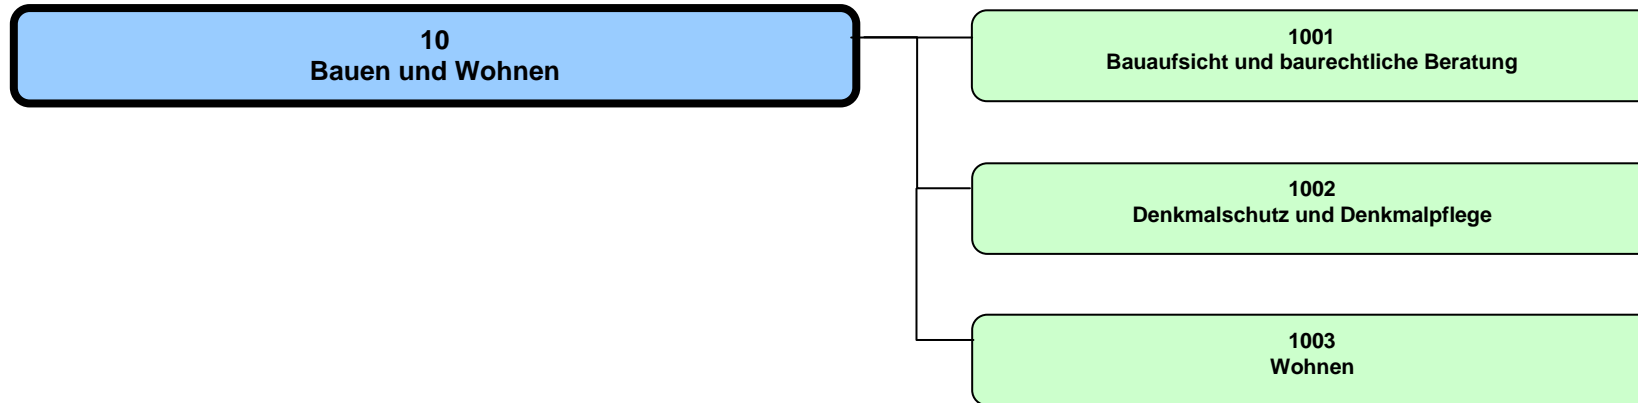 10
Bauen und Wohnen
1001
Bauaufsicht und baurechtliche Beratung
1002
Denkmalschutz und Denkmalpflege
1003
Wohnen